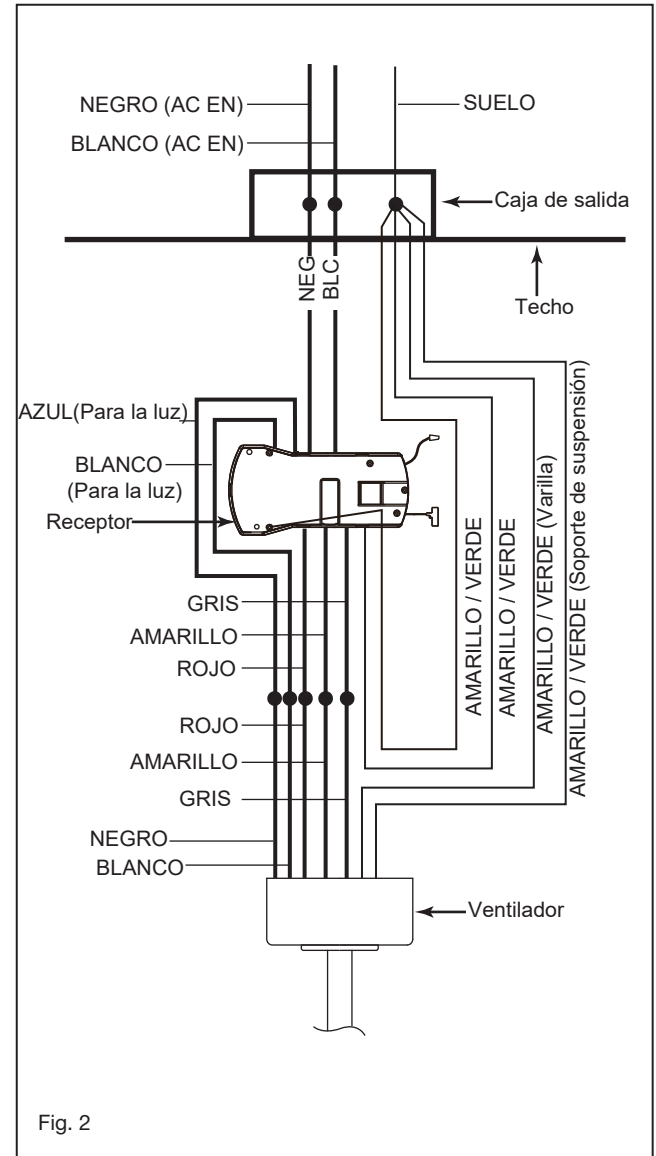 NEGRO (AC EN)
SUELO
BLANCO (AC EN)
Caja de salida
NEG
BLC
Techo
AZUL(Para la luz)
BLANCO
(Para la luz)
Receptor
AMARILLO / VERDE
AMARILLO / VERDE
AMARILLO / VERDE (Varilla)
AMARILLO / VERDE (Soporte de suspensión)
GRIS
AMARILLO
ROJO
ROJO
AMARILLO
GRIS
NEGRO
BLANCO
Ventilador
Fig. 2